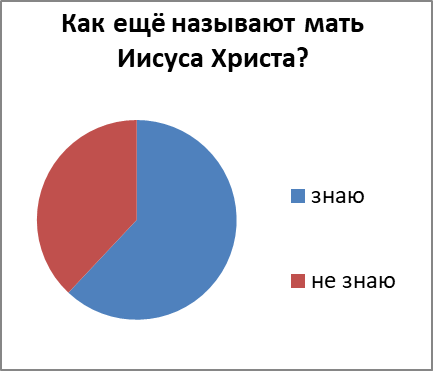 Как ещё называют мать
Иисуса Христа?
знаю
не знаю